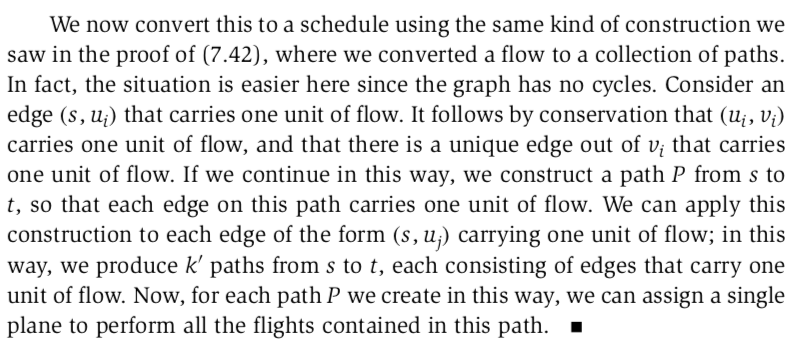 We now convert this to a schedule using the same kind of construction we
saw in the proof of (7.42), where we converted a flow to a collection of paths.
In fact, the situation is easier here since the graph has no cycles. Consider an
edge (s, uᵢ) that carries one unit of flow. It follows by conservation that (uᵢ, vᵢ)
carries one unit of flow, and that there is a unique edge out of vᵢ that carries
one unit of flow. If we continue in this way, we construct a path P from s to
t, so that each edge on this path carries one unit of flow. We can apply this
construction to each edge of the form (s, uⱼ) carrying one unit of flow; in this
way, we produce k′ paths from s to t, each consisting of edges that carry one
unit of flow. Now, for each path P we create in this way, we can assign a single
plane to perform all the flights contained in this path. ■